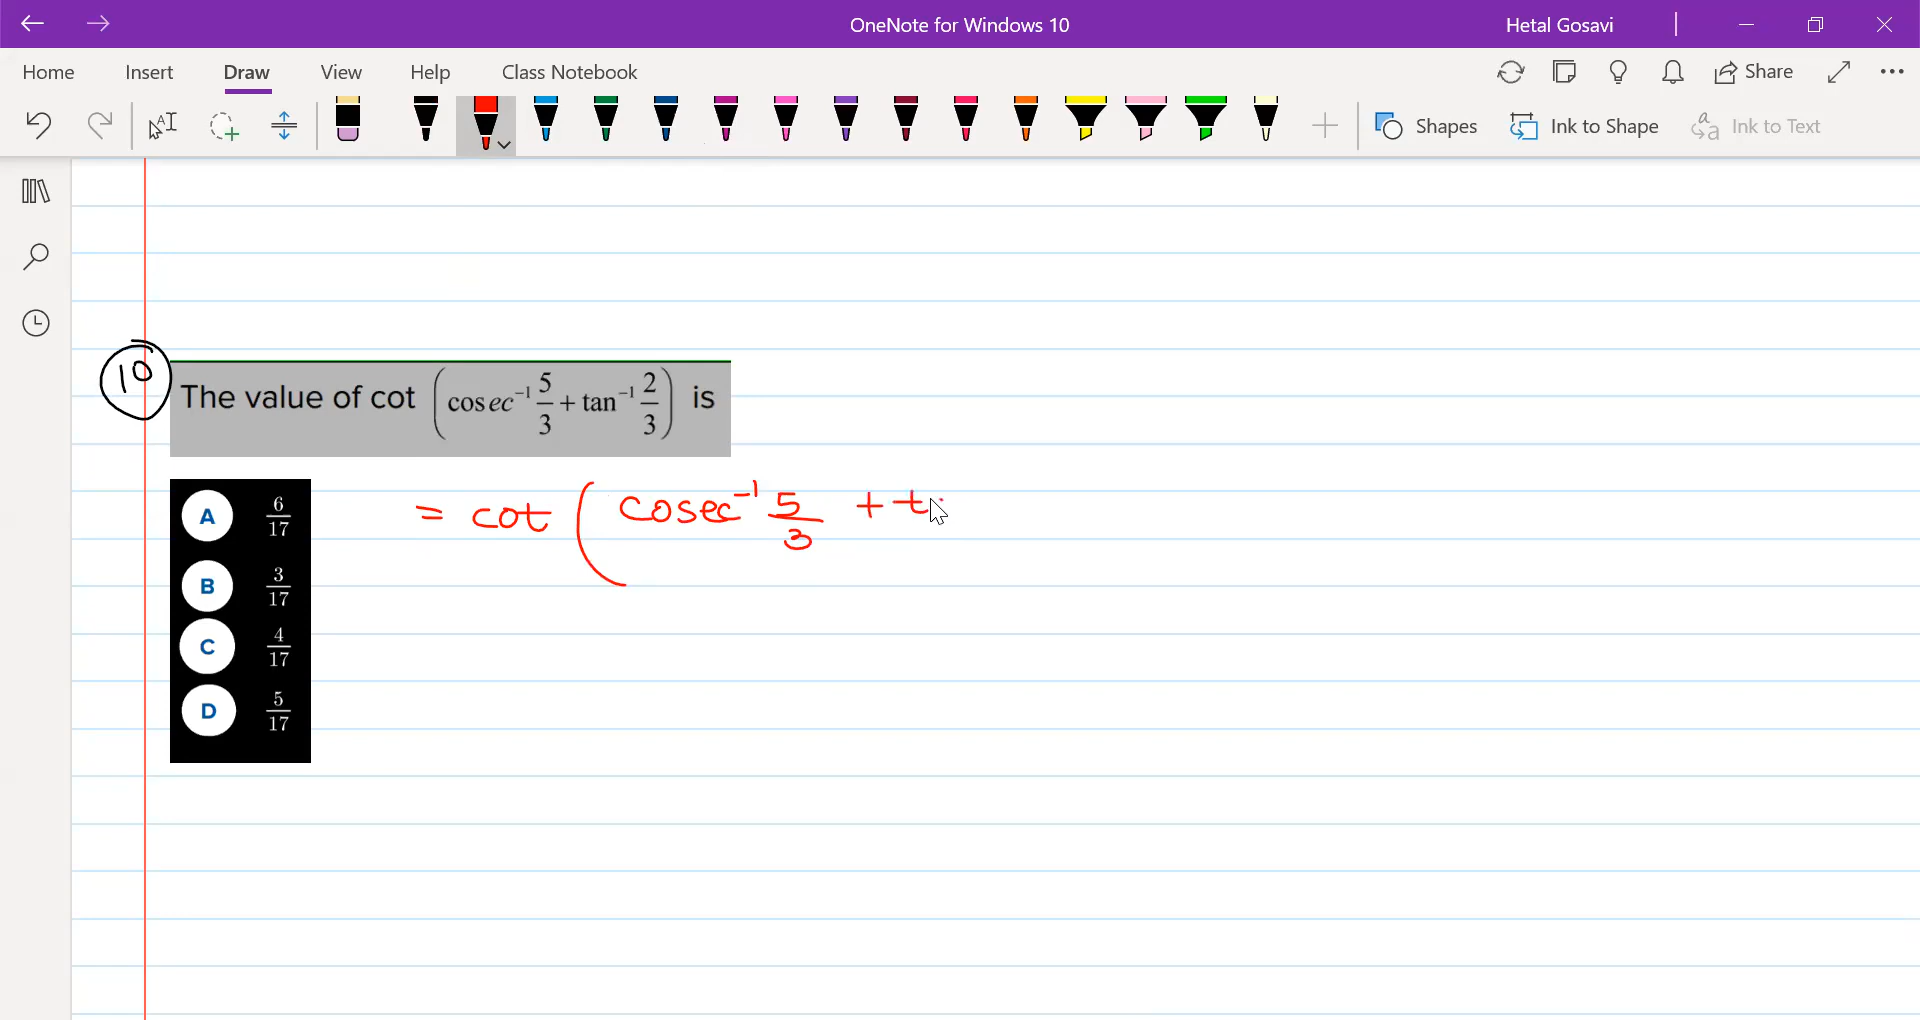 OneNote for Windows 10
Hetal Gosavi
Home Insert Draw View Help Class Notebook Share
Shapes Ink to Shape Ink to Text
10
The value of cot (cosec⁻¹ 5/3 + tan⁻¹ 2/3) is
= cot ( cosec⁻¹ 5/3 + t
A 6/17
B 3/17
C 4/17
D 5/17